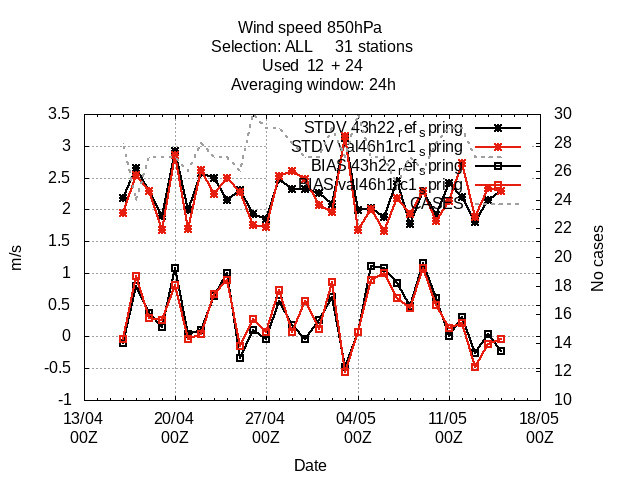 Wind speed 850hPa
Selection: ALL 31 stations
Used 12 + 24
Averaging window: 24h
3.5 30
STDV 43h22_ref_spring
3 28
STDV val46h1rc1_spring
BIAS 43h22_ref_spring
2.5 26
BIAS val46h1rc1_spring
2 24
CASES
1.5 22
1 20
0.5 18
0 16
-0.5 14
-1 12
10
m/s
No cases
13/04 20/04 27/04 04/05 11/05 18/05
00Z 00Z 00Z 00Z 00Z 00Z
Date